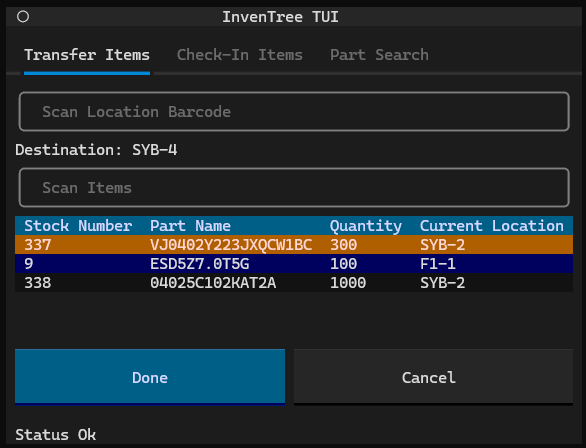 InvenTree TUI
Transfer Items Check-In Items Part Search
Scan Location Barcode
Destination: SYB-4
Scan Items
Stock Number Part Name Quantity Current Location
337 VJ0402Y223JXQCW1BC 300 SYB-2
9 ESD5Z7.0T5G 100 F1-1
338 04025C102KAT2A 1000 SYB-2
Done Cancel
Status Ok